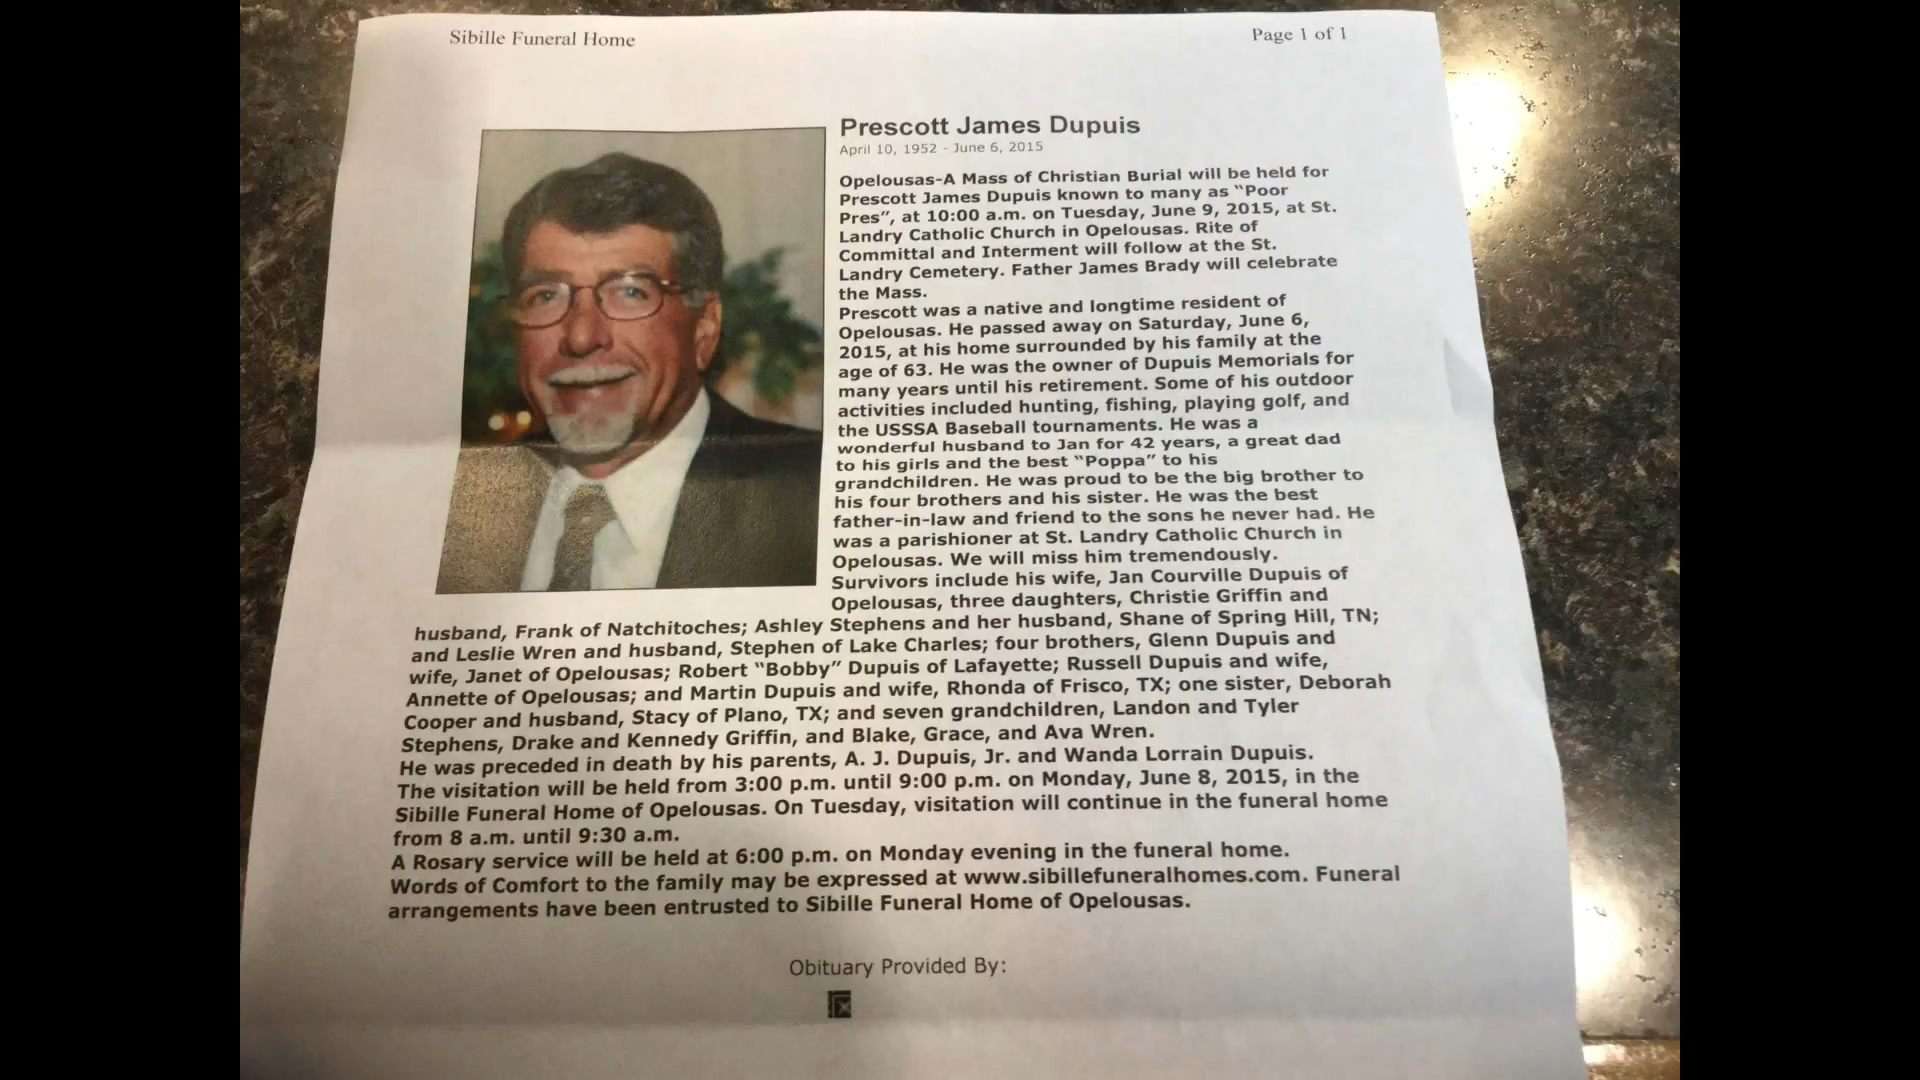 Sibille Funeral Home
Page 1 of 1
Prescott James Dupuis
April 10, 1952 - June 6, 2015
Opelousas-A Mass of Christian Burial will be held for
Prescott James Dupuis known to many as “Poor
Pres”, at 10:00 a.m. on Tuesday, June 9, 2015, at St.
Landry Catholic Church in Opelousas. Rite of
Committal and Interment will follow at the St.
Landry Cemetery. Father James Brady will celebrate
the Mass.
Prescott was a native and longtime resident of
Opelousas. He passed away on Saturday, June 6,
2015, at his home surrounded by his family at the
age of 63. He was the owner of Dupuis Memorials for
many years until his retirement. Some of his outdoor
activities included hunting, fishing, playing golf, and
the USSSA Baseball tournaments. He was a
wonderful husband to Jan for 42 years, a great dad
to his girls and the best “Poppa” to his
grandchildren. He was proud to be the big brother to
his four brothers and his sister. He was the best
father-in-law and friend to the sons he never had. He
was a parishioner at St. Landry Catholic Church in
Opelousas. We will miss him tremendously.
Survivors include his wife, Jan Courville Dupuis of
Opelousas, three daughters, Christie Griffin and
husband, Frank of Natchitoches; Ashley Stephens and her husband, Shane of Spring Hill, TN;
and Leslie Wren and husband, Stephen of Lake Charles; four brothers, Glenn Dupuis and
wife, Janet of Opelousas; Robert “Bobby” Dupuis of Lafayette; Russell Dupuis and wife,
Annette of Opelousas; and Martin Dupuis and wife, Rhonda of Frisco, TX; one sister, Deborah
Cooper and husband, Stacy of Plano, TX; and seven grandchildren, Landon and Tyler
Stephens, Drake and Kennedy Griffin, and Blake, Grace, and Ava Wren.
He was preceded in death by his parents, A. J. Dupuis, Jr. and Wanda Lorrain Dupuis.
The visitation will be held from 3:00 p.m. until 9:00 p.m. on Monday, June 8, 2015, in the
Sibille Funeral Home of Opelousas. On Tuesday, visitation will continue in the funeral home
from 8 a.m. until 9:30 a.m.
A Rosary service will be held at 6:00 p.m. on Monday evening in the funeral home.
Words of Comfort to the family may be expressed at www.sibillefuneralhomes.com. Funeral
arrangements have been entrusted to Sibille Funeral Home of Opelousas.
Obituary Provided By: